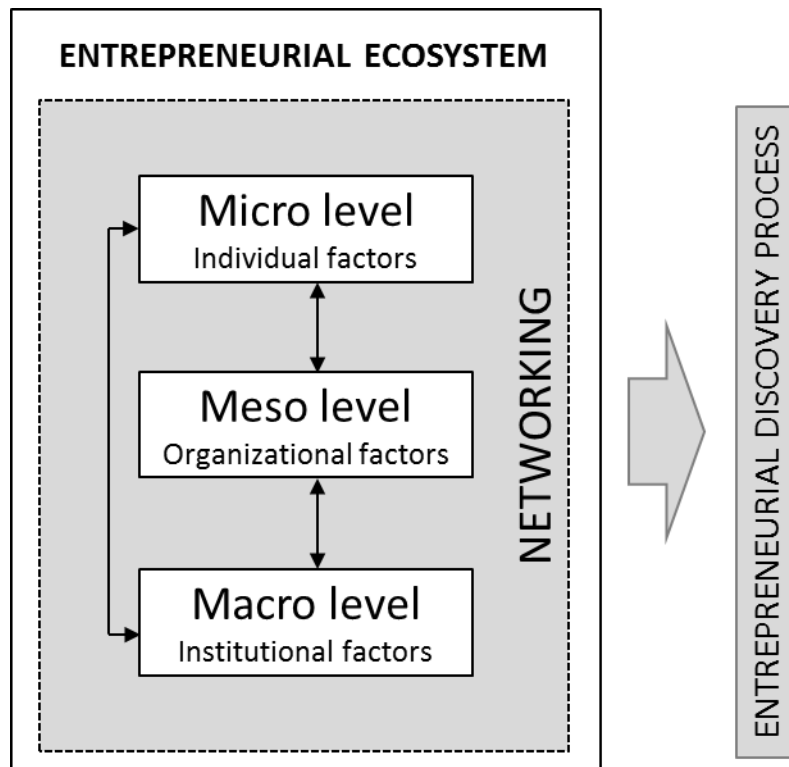 ENTREPRENEURIAL ECOSYSTEM
Micro level
Individual factors
Meso level
Organizational factors
Macro level
Institutional factors
NETWORKING
ENTREPRENEURIAL DISCOVERY PROCESS